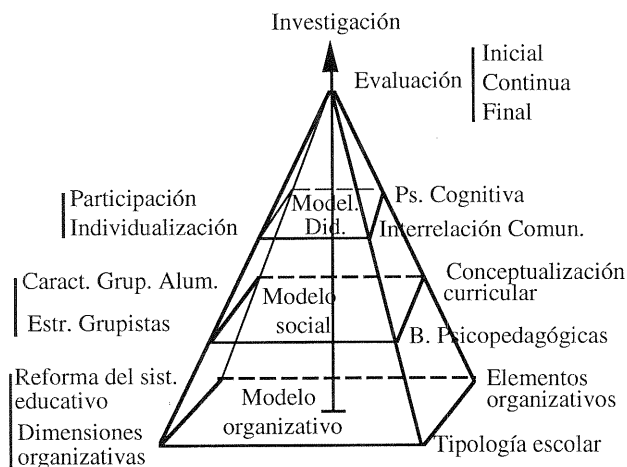 Investigación
Evaluación
Inicial
Continua
Final
Participación
Individualización
Model.
Did.
Ps. Cognitiva
Interrelación Comun.
Caract. Grup. Alum.
Estr. Grupistas
Modelo
social
Conceptualización
curricular
B. Psicopedagógicas
Reforma del sist.
educativo
Dimensiones
organizativas
Modelo
organizativo
Elementos
organizativos
Tipología escolar